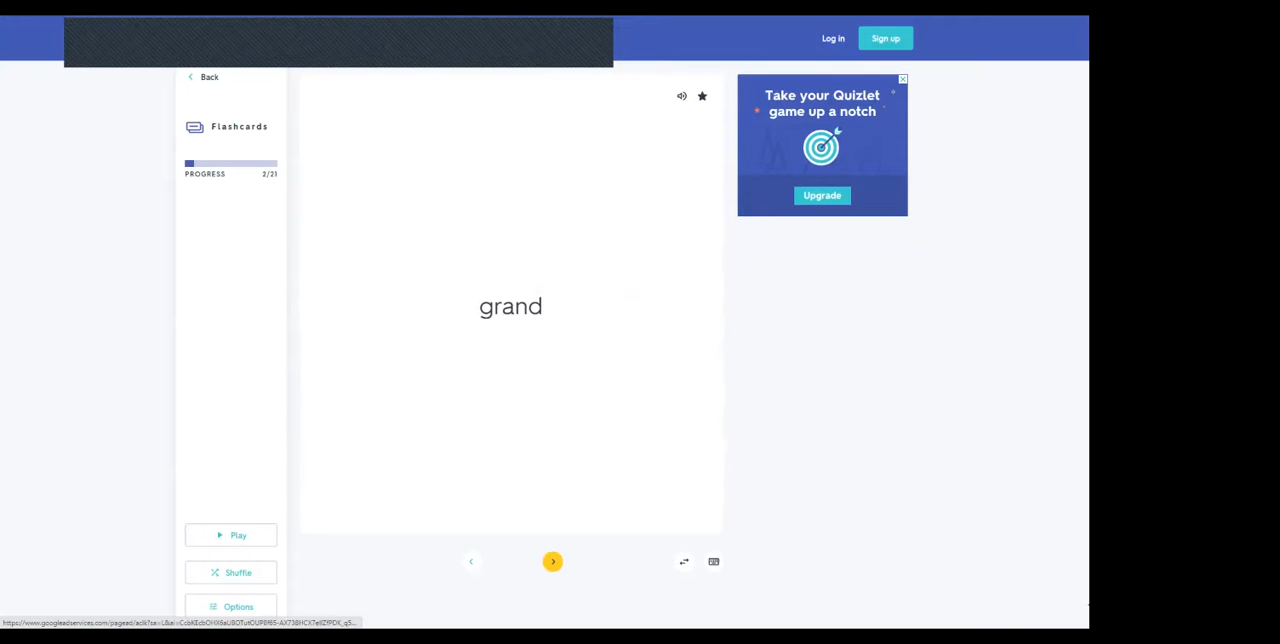 Log in
Sign up
Back
Flashcards
PROGRESS 2/21
grand
Take your Quizlet
game up a notch
Upgrade
Play
Shuffle
Options